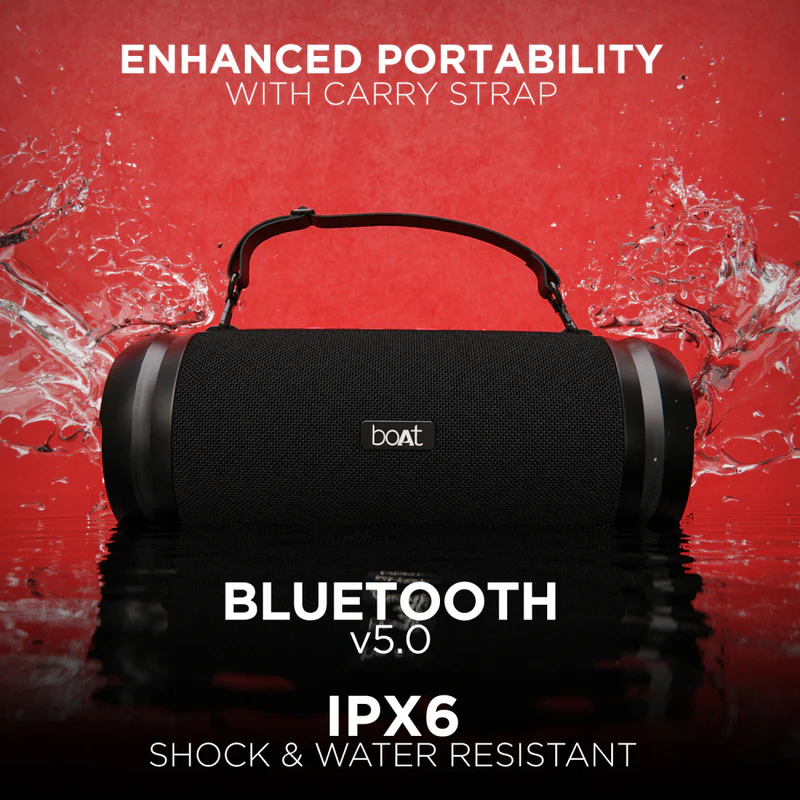 ENHANCED PORTABILITY
WITH CARRY STRAP
boAt
BLUETOOTH
v5.0
IPX6
SHOCK & WATER RESISTANT